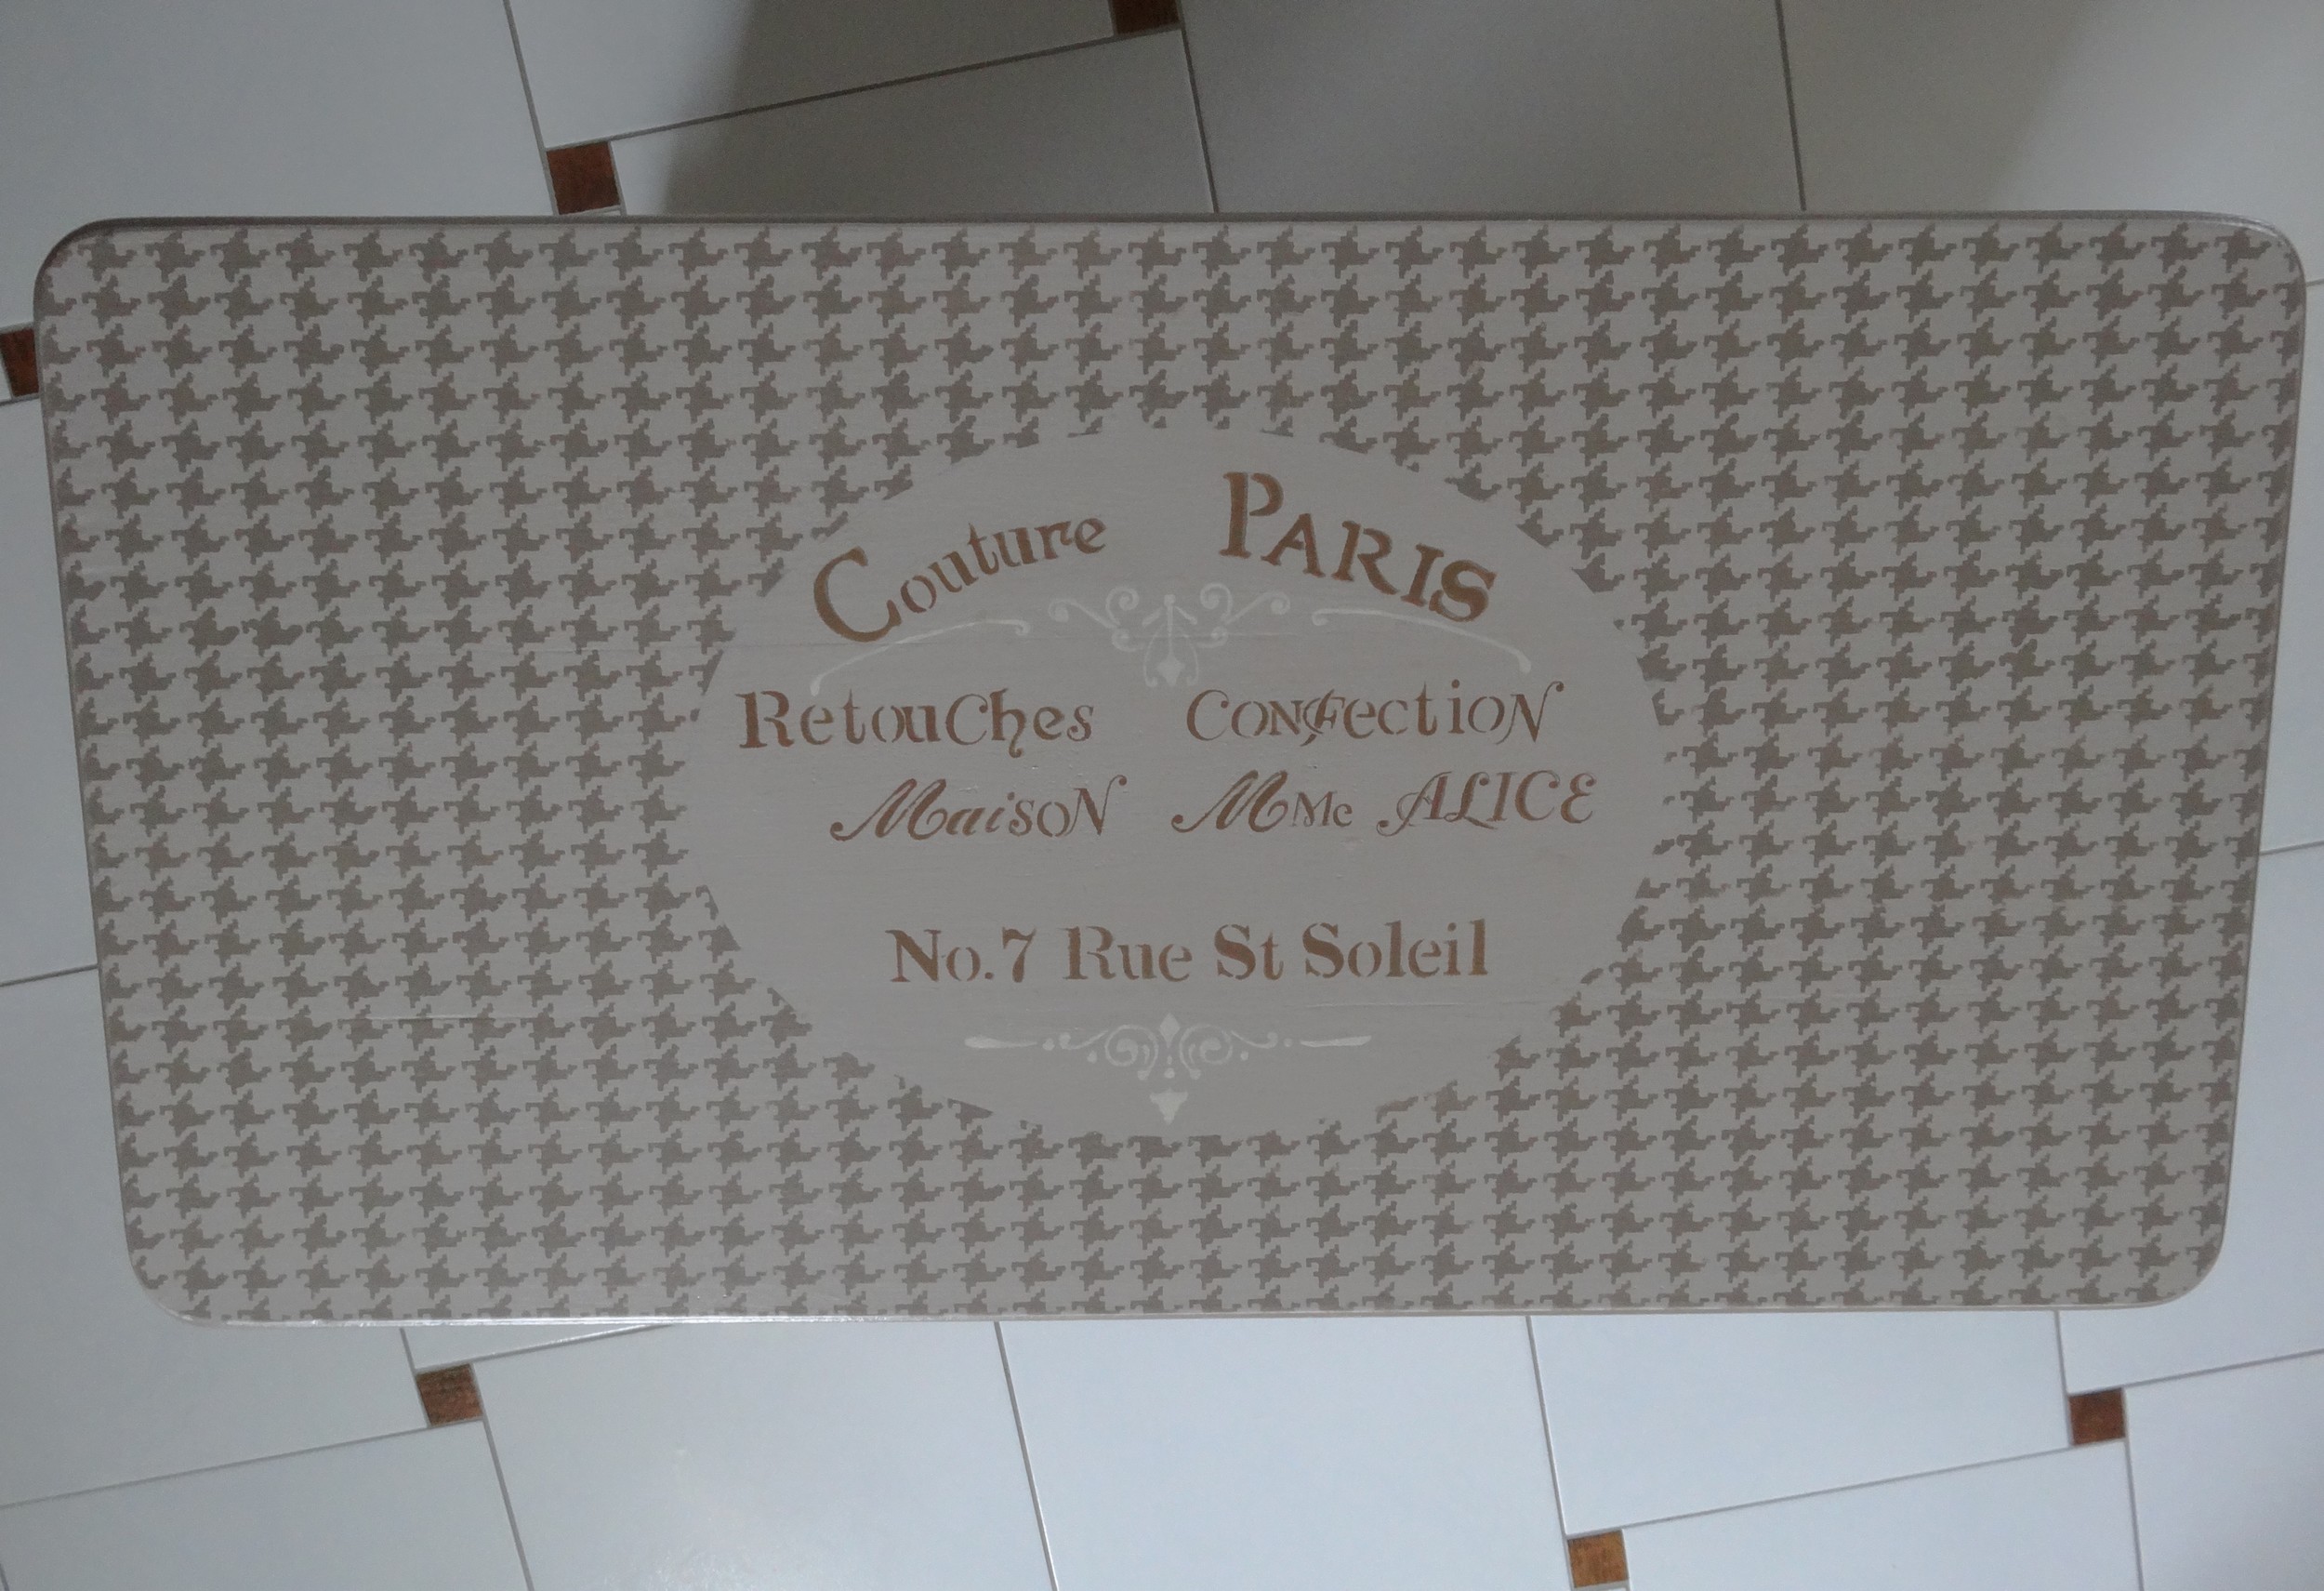 Couture PARIS
RetouChes CONfectioN
MaisoN MMe ALICE
No.7 Rue St Soleil